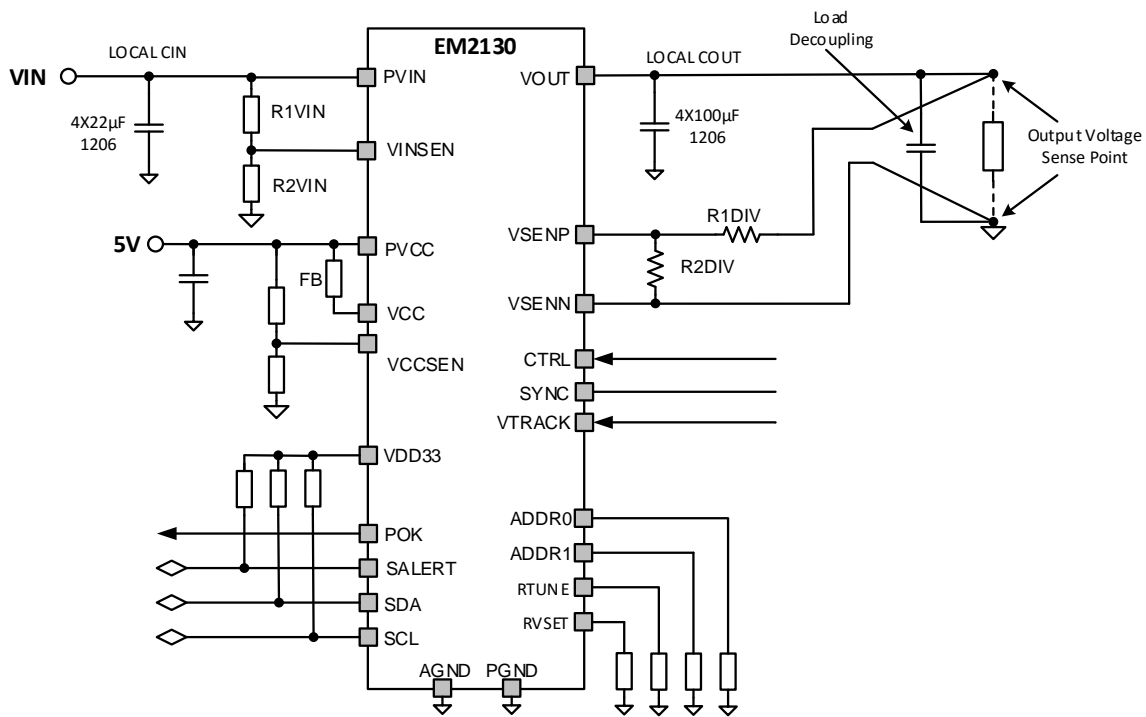 EM2130
Load
Decoupling
LOCAL CIN
LOCAL COUT
VIN
PVIN
VOUT
R1VIN
4X22µF
1206
4X100µF
1206
Output Voltage
Sense Point
VINSEN
R2VIN
R1DIV
5V
PVCC
VSENP
FB
R2DIV
VCC
VSENN
VCCSEN
CTRL
SYNC
VTRACK
VDD33
ADDR0
POK
ADDR1
SALERT
RTUNE
SDA
RVSET
SCL
AGND
PGND